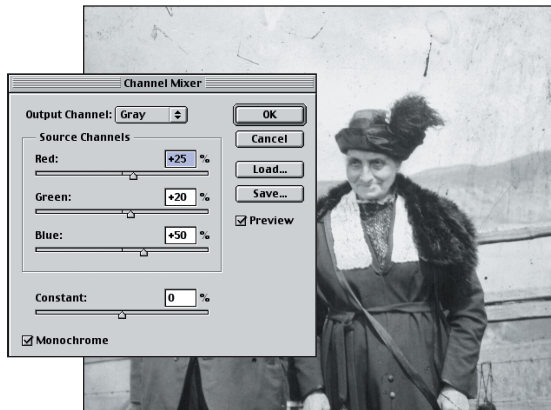 Channel Mixer
Output Channel: Gray
OK
Source Channels
Cancel
Red: +25 %
Load...
Green: +20 %
Save...
Preview
Blue: +50 %
Constant: 0 %
Monochrome